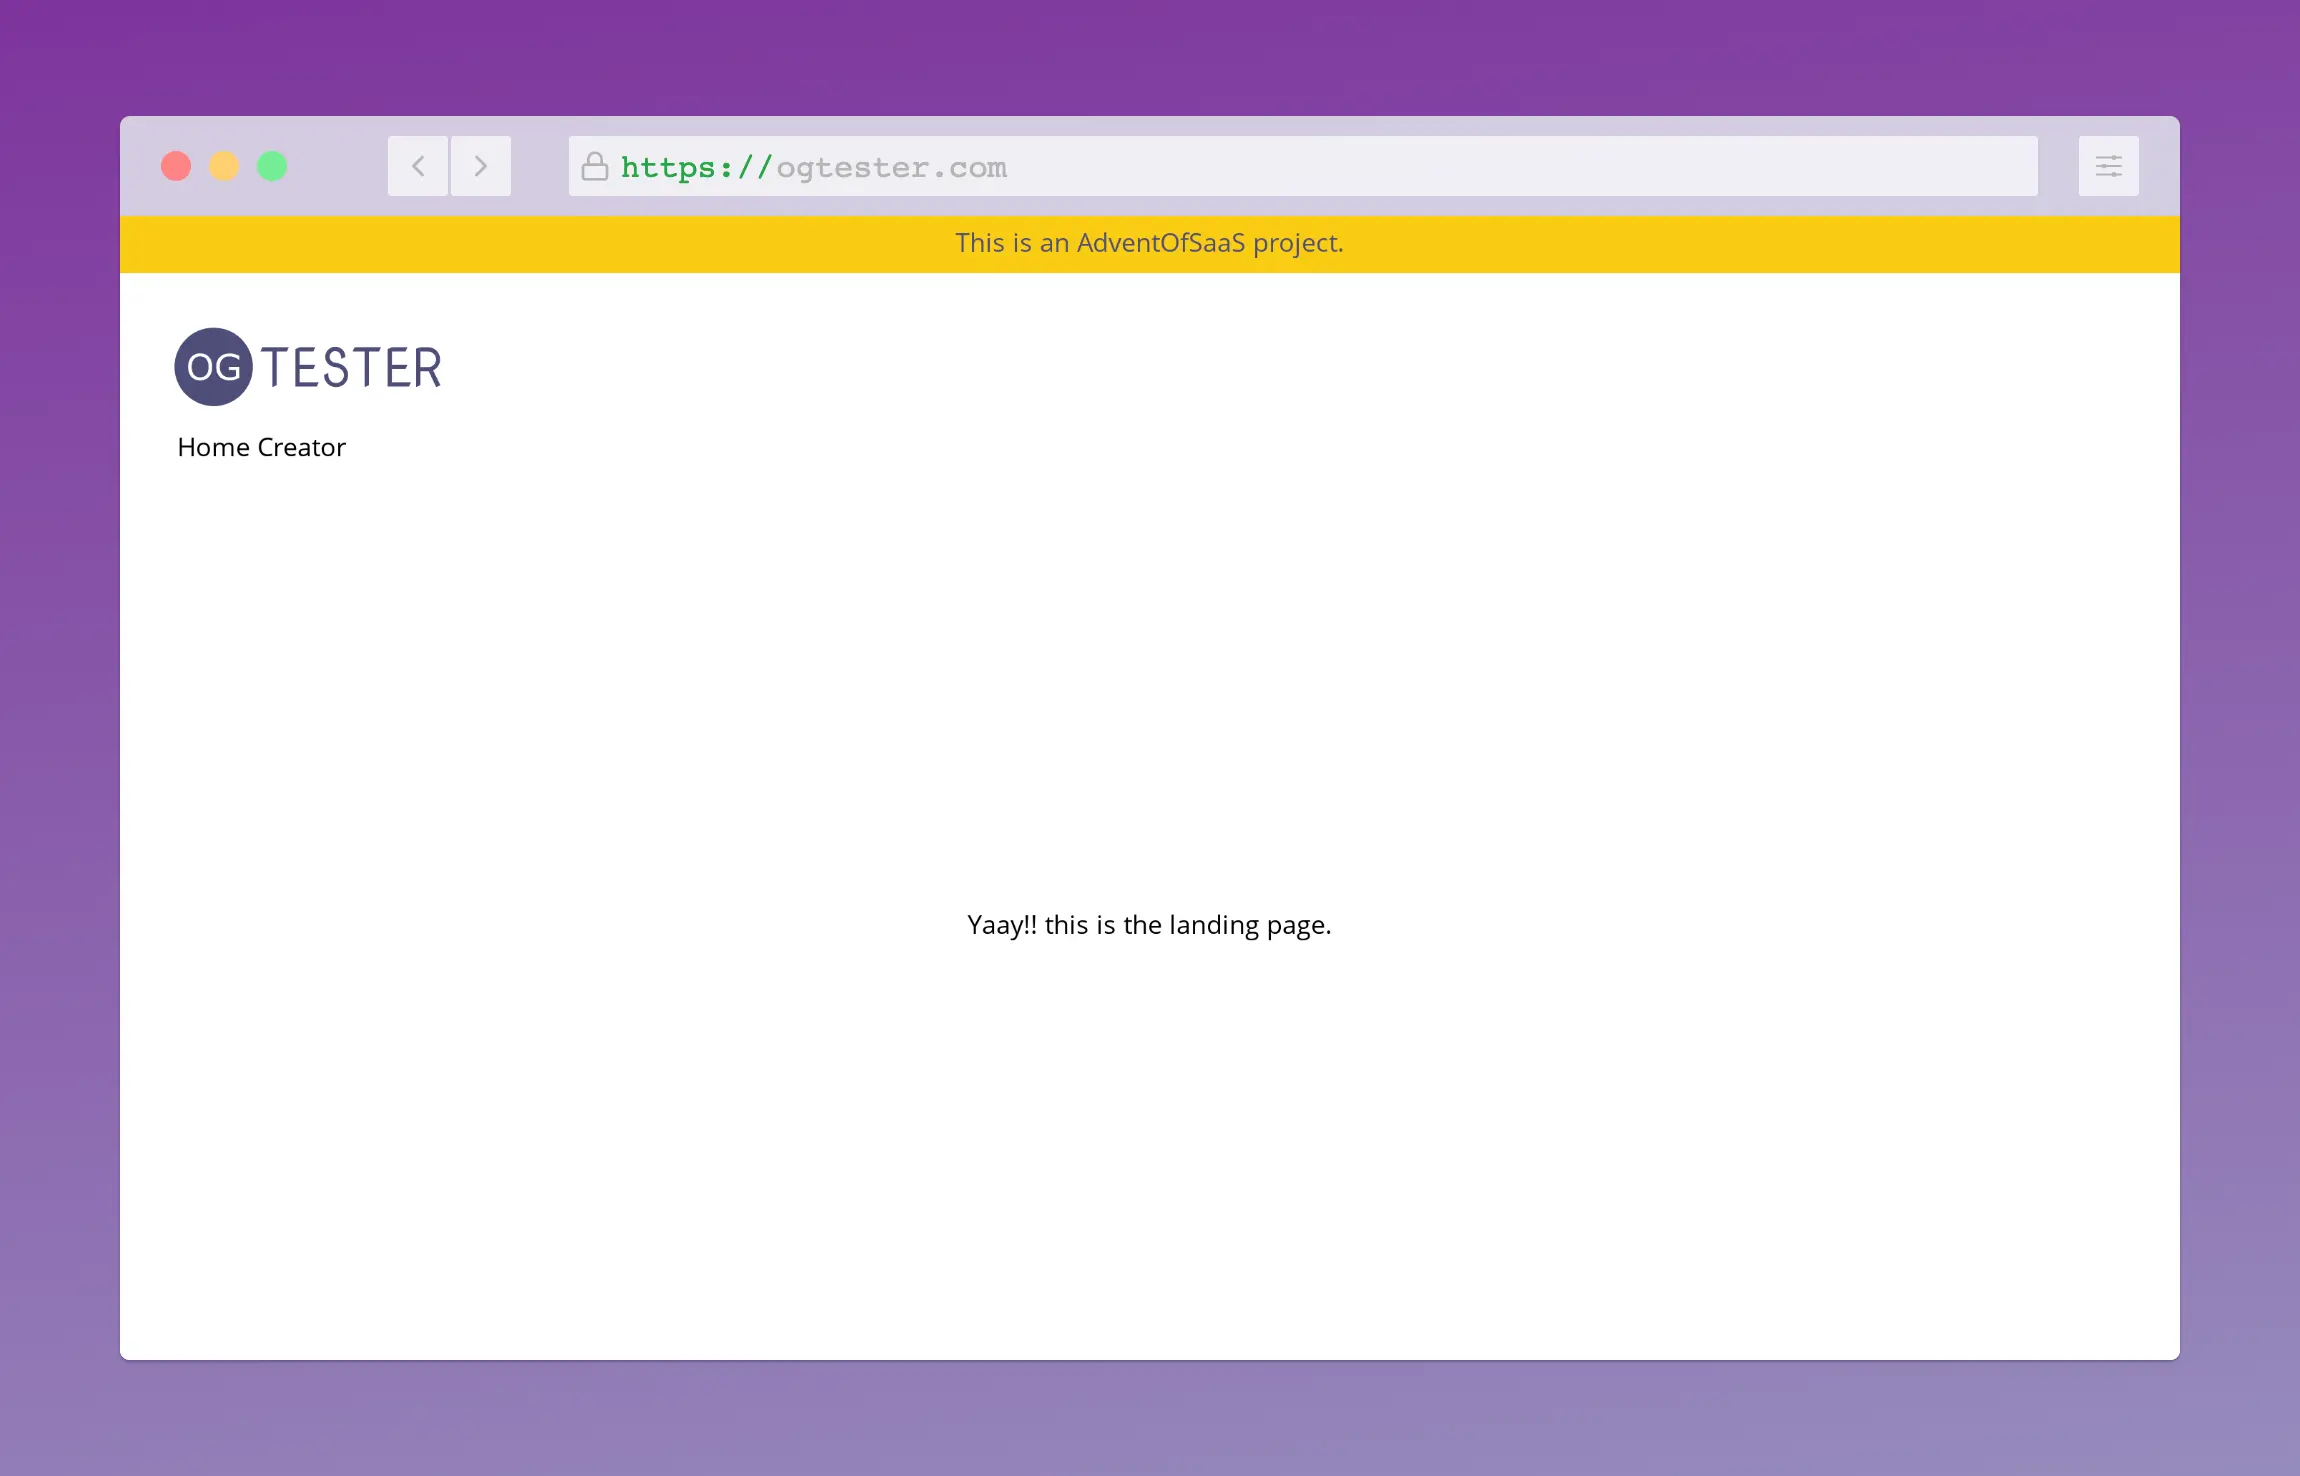 https://ogtester.com
This is an AdventOfSaaS project.
OG TESTER
Home Creator
Yaay!! this is the landing page.